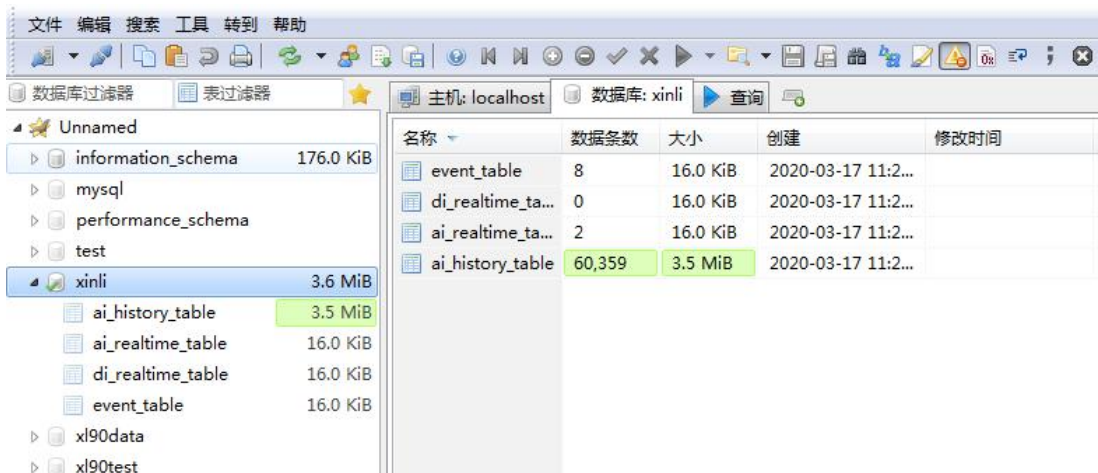 文件 编辑 搜索 工具 转到 帮助
数据库过滤器 表过滤器 主机: localhost 数据库: xinli 查询
Unnamed
information_schema 176.0 KiB
mysql
performance_schema
test
xinli 3.6 MiB
ai_history_table 3.5 MiB
ai_realtime_table 16.0 KiB
di_realtime_table 16.0 KiB
event_table 16.0 KiB
xl90data
xl90test
名称 数据条数 大小 创建 修改时间
event_table 8 16.0 KiB 2020-03-17 11:2...
di_realtime_ta... 0 16.0 KiB 2020-03-17 11:2...
ai_realtime_ta... 2 16.0 KiB 2020-03-17 11:2...
ai_history_table 60,359 3.5 MiB 2020-03-17 11:2...